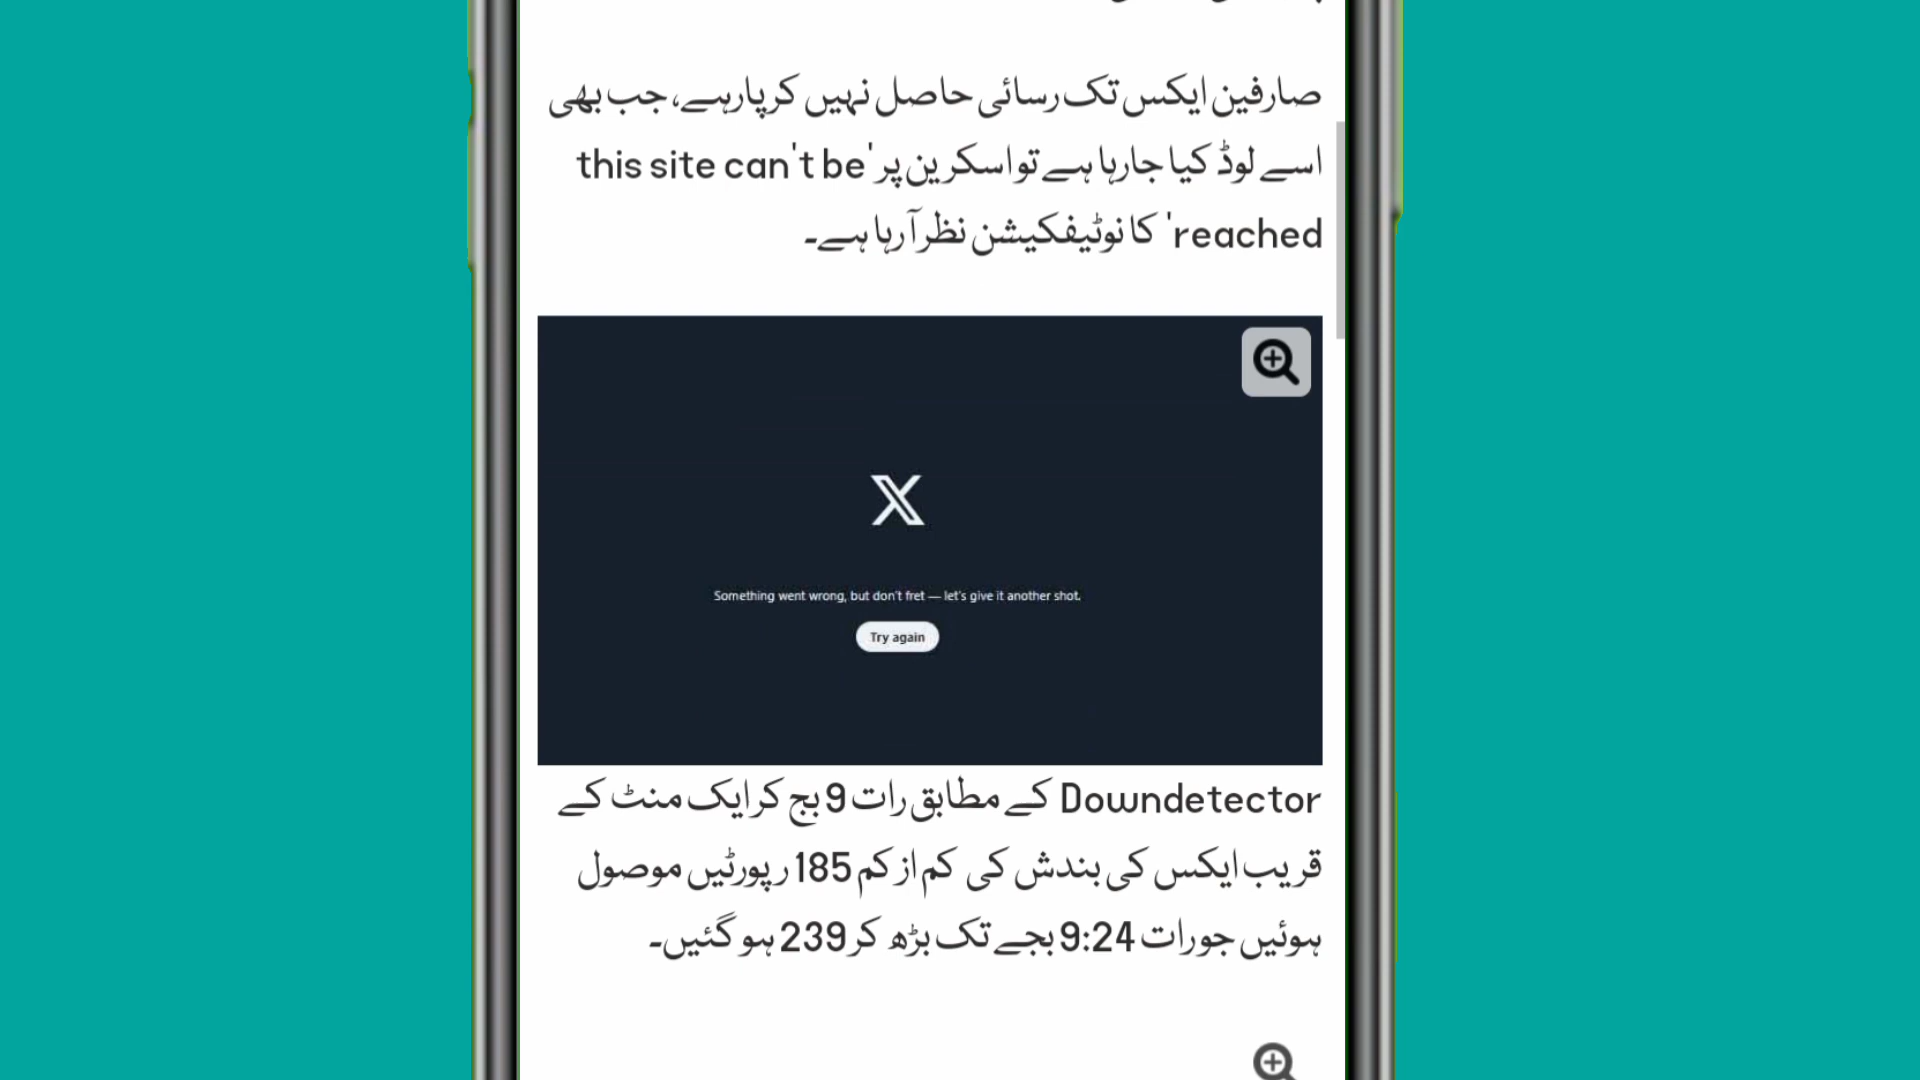 صارفین ایکس تک رسائی حاصل نہیں کرپارہے، جب بھی
اسے لوڈ کیا جارہا ہے تو اسکرین پر 'this site can't be
reached' کا نوٹیفکیشن نظر آرہا ہے۔
X
Something went wrong, but don't fret — let's give it another shot.
Try again
Downdetector کے مطابق رات 9 بج کر ایک منٹ کے
قریب ایکس کی بندش کی کم از کم 185 رپورٹیں موصول
ہوئیں جو رات 9:24 بجے تک بڑھ کر 239 ہو گئیں۔